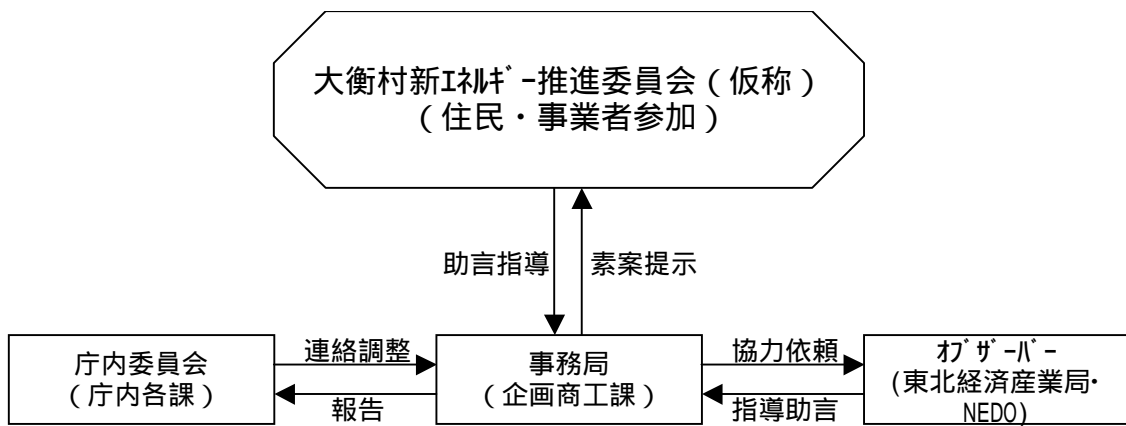 大衡村新ｴﾈﾙｷﾞｰ推進委員会（仮称）
（住民・事業者参加）
助言指導
素案提示
庁内委員会
（庁内各課）
連絡調整
報告
事務局
（企画商工課）
協力依頼
指導助言
ｵﾌﾞｻﾞｰﾊﾞｰ
(東北経済産業局・
NEDO)